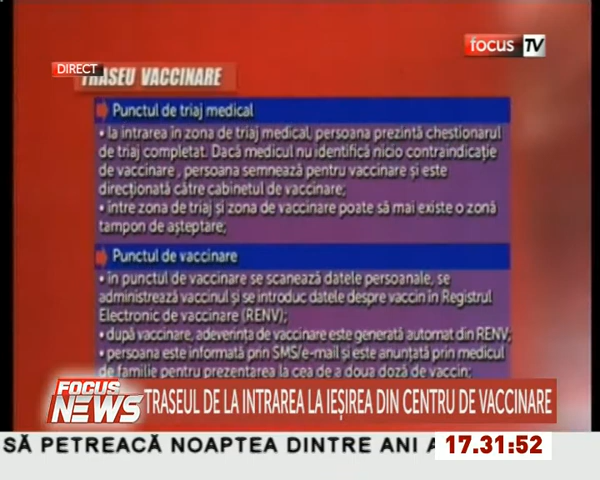 focus TV
DIRECT
TRASEU VACCINARE
Punctul de triaj medical
• la intrarea în zona de triaj medical, persoana prezintă chestionarul
de triaj completat. Dacă medicul nu identifică nicio contraindicație
de vaccinare , persoana semnează pentru vaccinare și este
direcționată către cabinetul de vaccinare;
• între zona de triaj și zona de vaccinare poate să mai existe o zonă
tampon de așteptare;
Punctul de vaccinare
• în punctul de vaccinare se scanează datele persoanale, se
administrează vaccinul și se introduc datele despre vaccin în Registrul
Electronic de vaccinare (RENV);
• după vaccinare, adeverința de vaccinare este generată automat din RENV;
• persoana este informată prin SMS/e-mail și este anunțată prin medicul
de familie pentru prezentarea la cea de a doua doză de vaccin;
FOCUS
NEWS
TRASEUL DE LA INTRAREA LA IEȘIREA DIN CENTRU DE VACCINARE
SĂ PETREACĂ NOAPTEA DINTRE ANI A
17.31:52